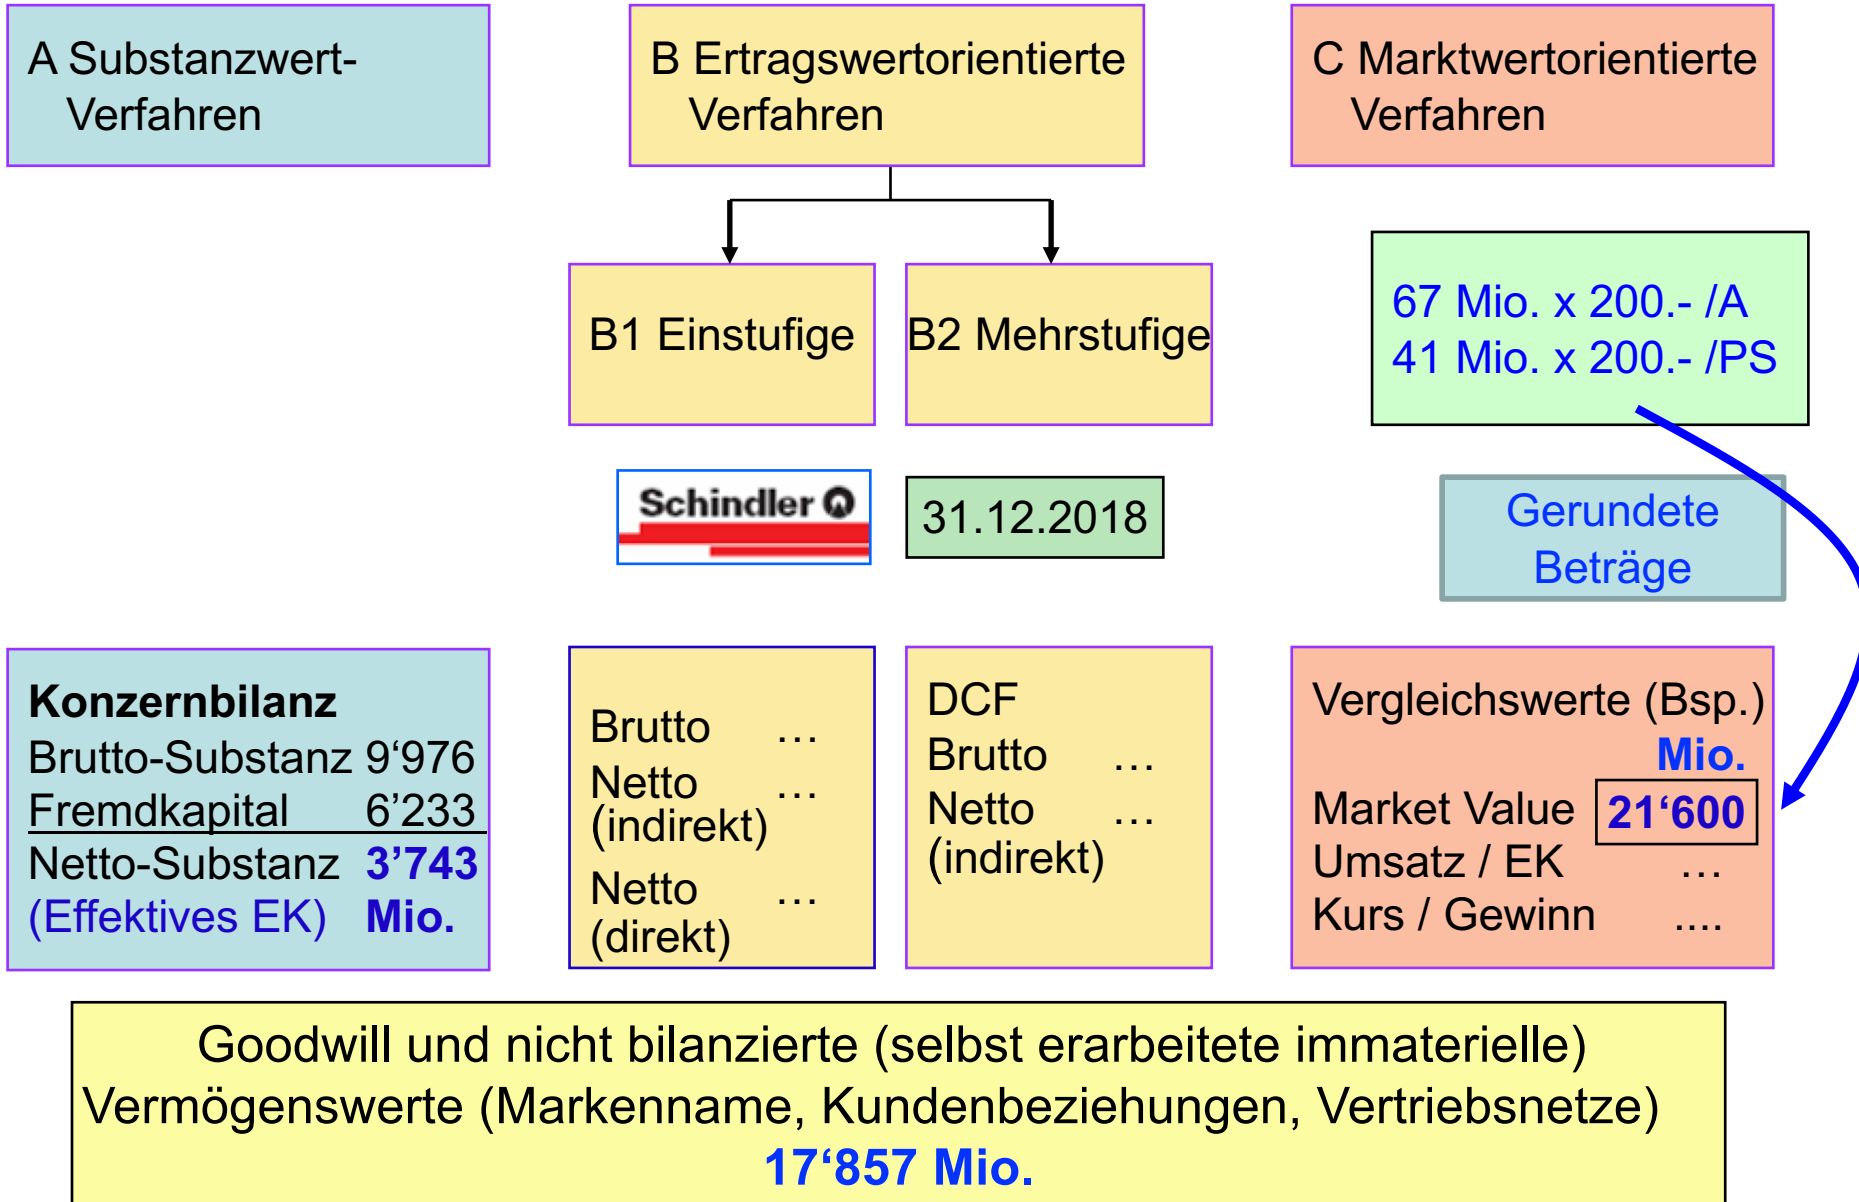 A Substanzwert-
Verfahren
B Ertragswertorientierte
Verfahren
C Marktwertorientierte
Verfahren
B1 Einstufige
B2 Mehrstufige
67 Mio. x 200.- /A
41 Mio. x 200.- /PS
Schindler
31.12.2018
Gerundete
Beträge
Konzernbilanz
Brutto-Substanz 9‘976
Fremdkapital 6’233
Netto-Substanz 3’743
(Effektives EK) Mio.
Brutto …
Netto …
(indirekt)
Netto …
(direkt)
DCF
Brutto …
Netto …
(indirekt)
Vergleichswerte (Bsp.)
Mio.
Market Value 21‘600
Umsatz / EK …
Kurs / Gewinn ....
Goodwill und nicht bilanzierte (selbst erarbeitete immaterielle)
Vermögenswerte (Markenname, Kundenbeziehungen, Vertriebsnetze)
17‘857 Mio.